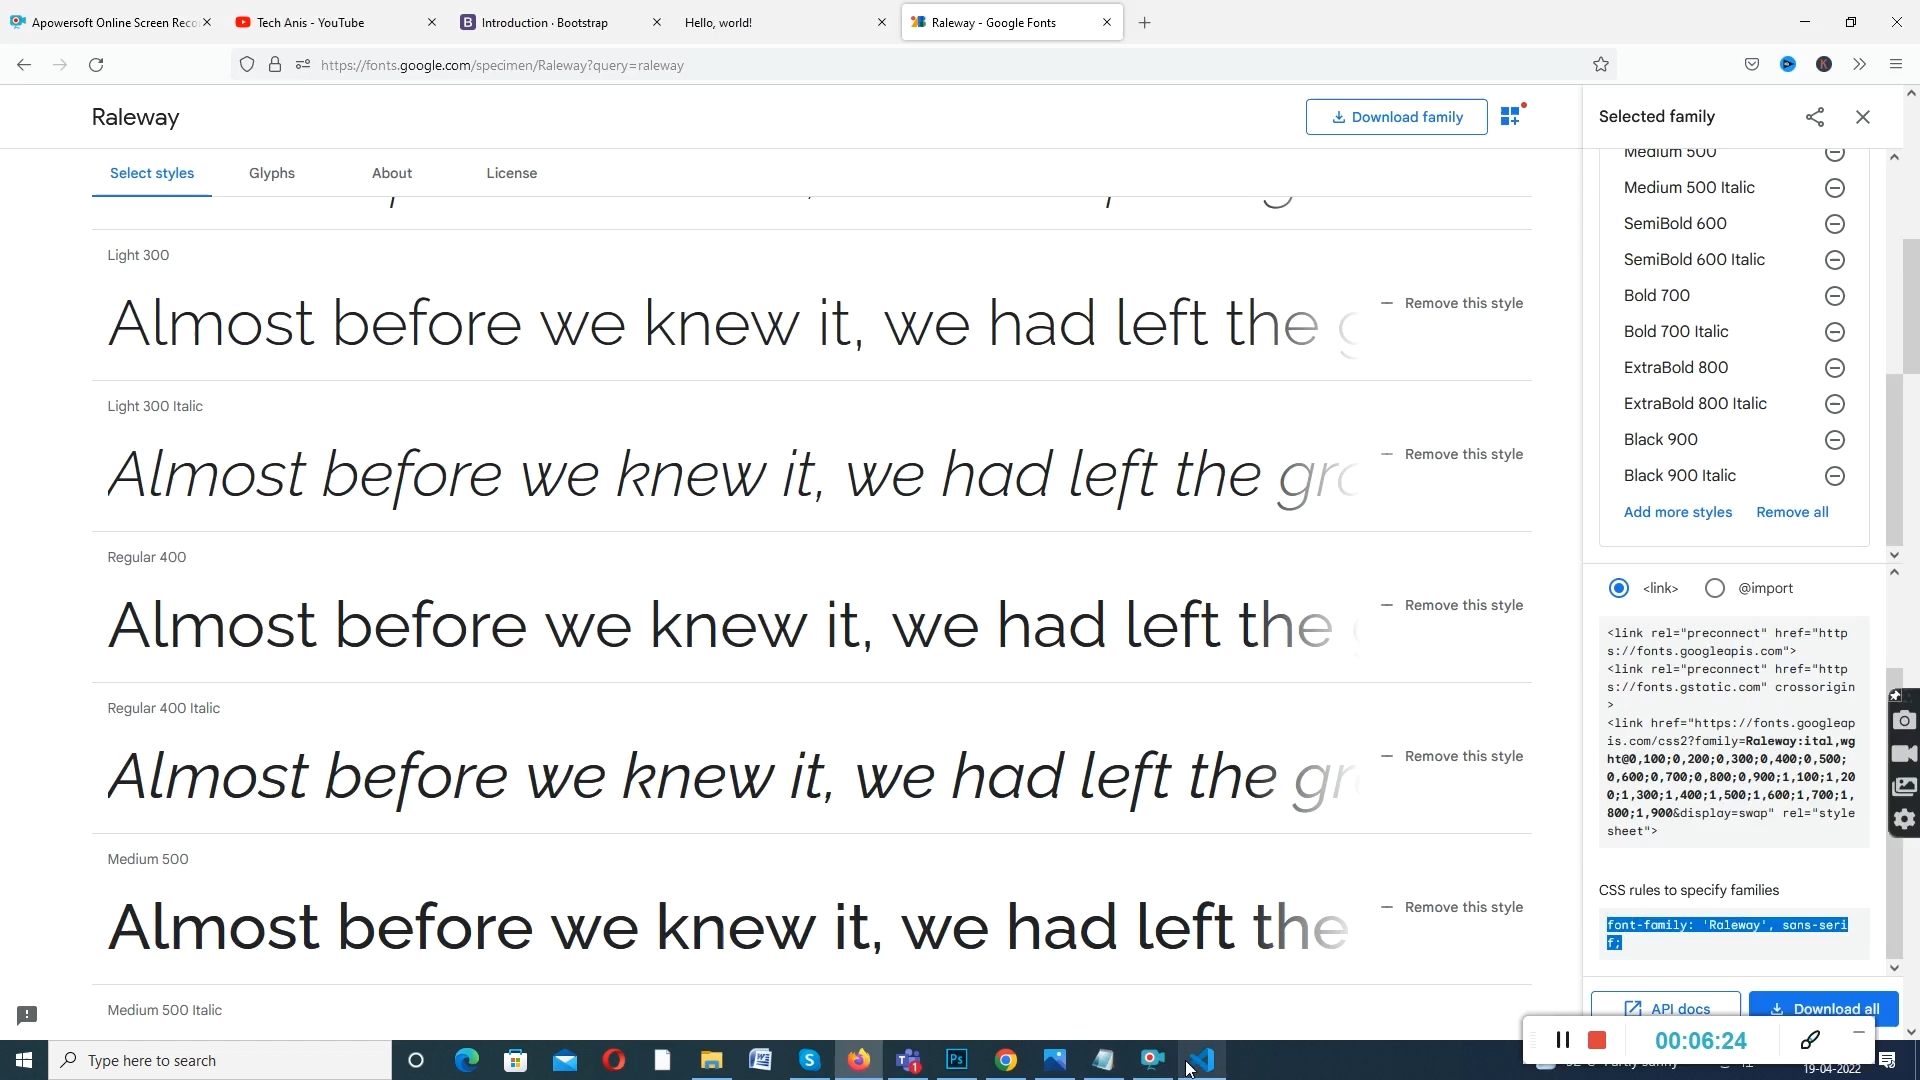 Apowersoft Online Screen Reco
Tech Anis - YouTube
Introduction · Bootstrap
Hello, world!
Raleway - Google Fonts
https://fonts.google.com/specimen/Raleway?query=raleway
Raleway
Download family
Selected family
Select styles
Glyphs
About
License
Medium 500
Medium 500 Italic
SemiBold 600
SemiBold 600 Italic
Bold 700
Bold 700 Italic
ExtraBold 800
ExtraBold 800 Italic
Black 900
Black 900 Italic
Add more styles
Remove all
Light 300
Almost before we knew it, we had left the g
Remove this style
Light 300 Italic
Almost before we knew it, we had left the gro
Remove this style
Regular 400
Almost before we knew it, we had left the
Remove this style
Regular 400 Italic
Almost before we knew it, we had left the gr
Remove this style
Medium 500
Almost before we knew it, we had left the
Remove this style
Medium 500 Italic
<link>
@import
<link rel="preconnect" href="http
s://fonts.googleapis.com">
<link rel="preconnect" href="http
s://fonts.gstatic.com" crossorigin
>
<link href="https://fonts.googleap
is.com/css2?family=Raleway:ital,wg
ht@0,100;0,200;0,300;0,400;0,500;
0,600;0,700;0,800;0,900;1,100;1,20
0;1,300;1,400;1,500;1,600;1,700;1,
800;1,900&display=swap" rel="style
sheet">
CSS rules to specify families
font-family: 'Raleway', sans-seri
f;
API docs
Download all
00:06:24
Type here to search
19-04-2022